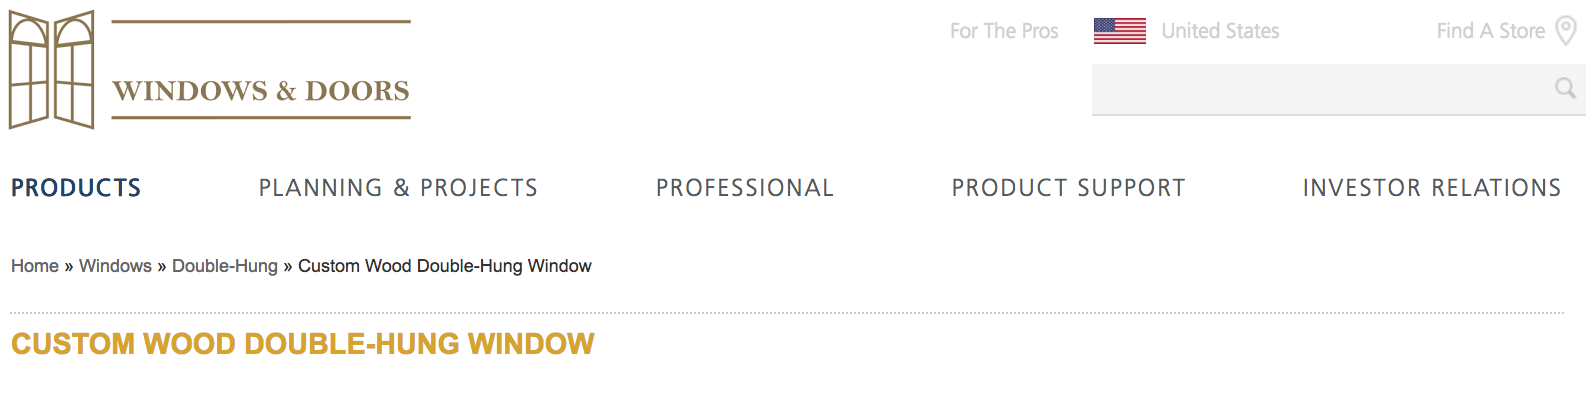 For The Pros United States Find A Store
WINDOWS & DOORS
PRODUCTS PLANNING & PROJECTS PROFESSIONAL PRODUCT SUPPORT INVESTOR RELATIONS
Home » Windows » Double-Hung » Custom Wood Double-Hung Window
CUSTOM WOOD DOUBLE-HUNG WINDOW